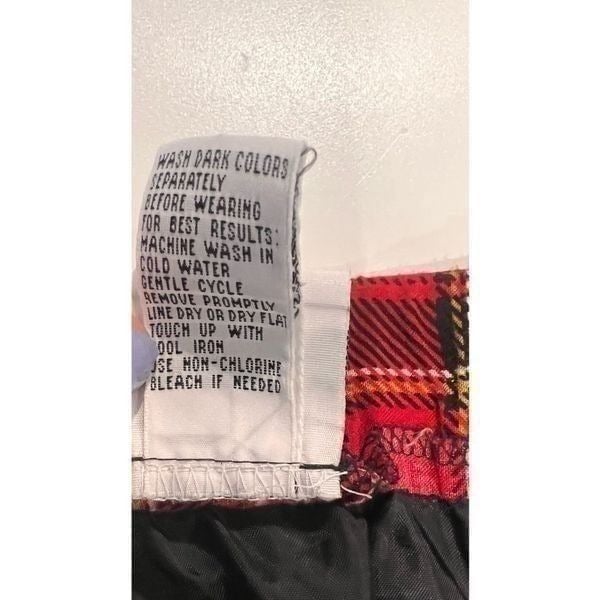 WASH DARK COLORS
SEPARATELY
BEFORE WEARING
FOR BEST RESULTS:
MACHINE WASH IN
COLD WATER
GENTLE CYCLE
REMOVE PROMPTLY
LINE DRY OR DRY FLAT
TOUCH UP WITH
OOL IRON
USE NON-CHLORINE
BLEACH IF NEEDED